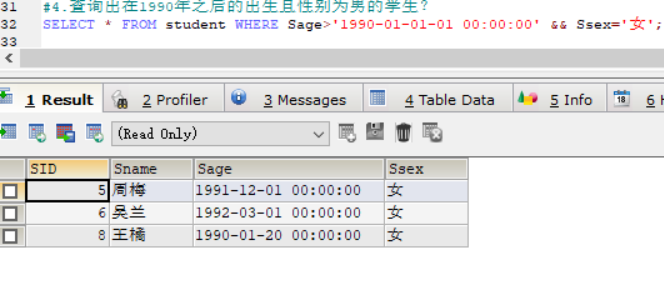 31 #4.查询出在1990年之后的出生且性别为男的学生?
32 SELECT * FROM student WHERE Sage>'1990-01-01-01 00:00:00' && Ssex='女';
33
1 Result 2 Profiler 3 Messages 4 Table Data 5 Info 18 6 H
(Read Only)
SID Sname Sage Ssex
5 周梅 1991-12-01 00:00:00 女
6 吴兰 1992-03-01 00:00:00 女
8 王橘 1990-01-20 00:00:00 女